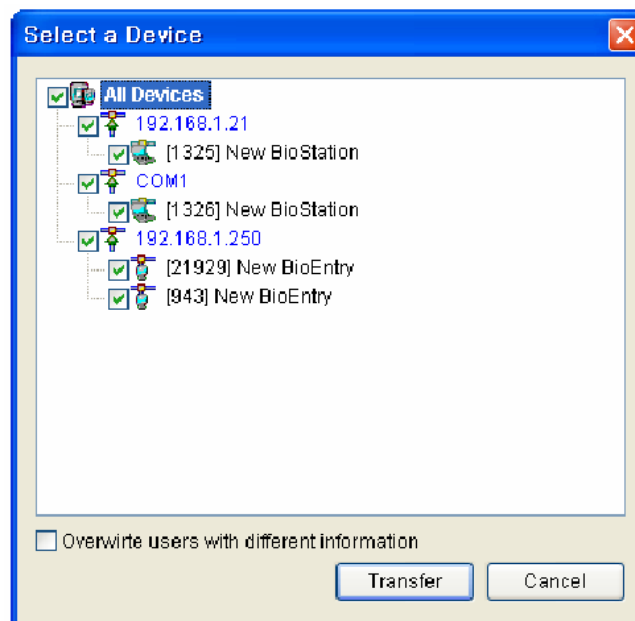 Select a Device
All Devices
192.168.1.21
[1325] New BioStation
COM1
[1326] New BioStation
192.168.1.250
[21929] New BioEntry
[943] New BioEntry
Overwirte users with different information
Transfer
Cancel